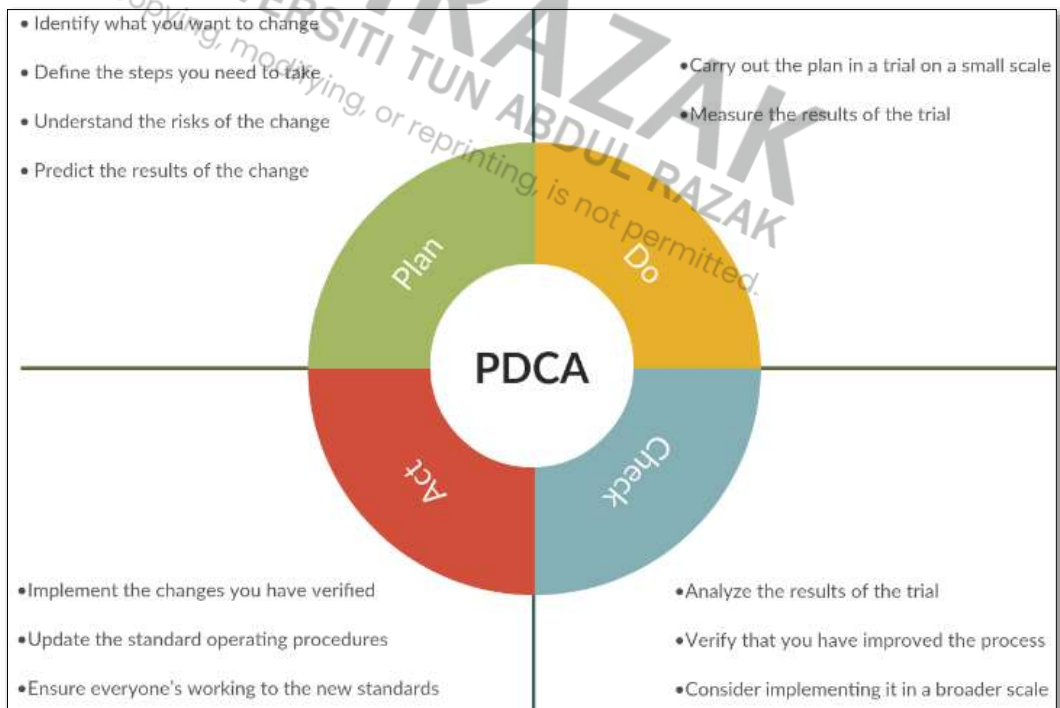 • Identify what you want to change
• Define the steps you need to take
• Understand the risks of the change
• Predict the results of the change
•Carry out the plan in a trial on a small scale
•Measure the results of the trial
Plan
Do
PDCA
Act
Check
•Implement the changes you have verified
•Update the standard operating procedures
•Ensure everyone's working to the new standards
•Analyze the results of the trial
•Verify that you have improved the process
•Consider implementing it in a broader scale
RAZAK
ERSITI TUN ABDUL RAZAK
opying, modifying, or reprinting, is not permitted.